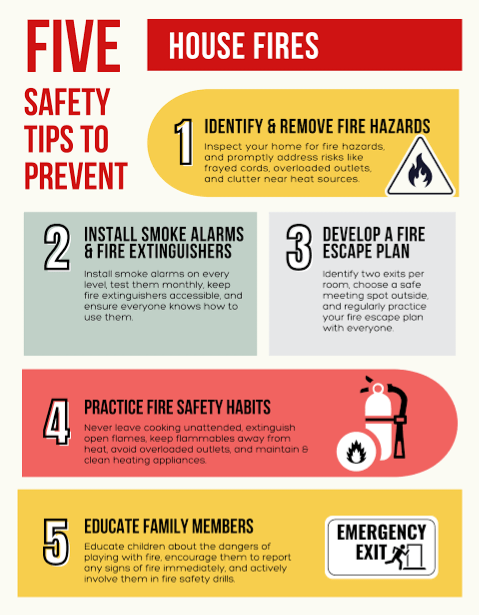 FIVE
HOUSE FIRES
SAFETY
TIPS TO
PREVENT
1
IDENTIFY & REMOVE FIRE HAZARDS
Inspect your home for fire hazards,
and promptly address risks like
frayed cords, overloaded outlets,
and clutter near heat sources.
2
INSTALL SMOKE ALARMS
& FIRE EXTINGUISHERS
Install smoke alarms on every
level, test them monthly, keep
fire extinguishers accessible, and
ensure everyone knows how to
use them.
3
DEVELOP A FIRE
ESCAPE PLAN
Identify two exits per
room, choose a safe
meeting spot outside,
and regularly practice
your fire escape plan
with everyone.
4
PRACTICE FIRE SAFETY HABITS
Never leave cooking unattended, extinguish
open flames, keep flammables away from
heat, avoid overloaded outlets, and maintain &
clean heating appliances.
5
EDUCATE FAMILY MEMBERS
Educate children about the dangers of
playing with fire, encourage them to report
any signs of fire immediately, and actively
involve them in fire safety drills.
EMERGENCY
EXIT